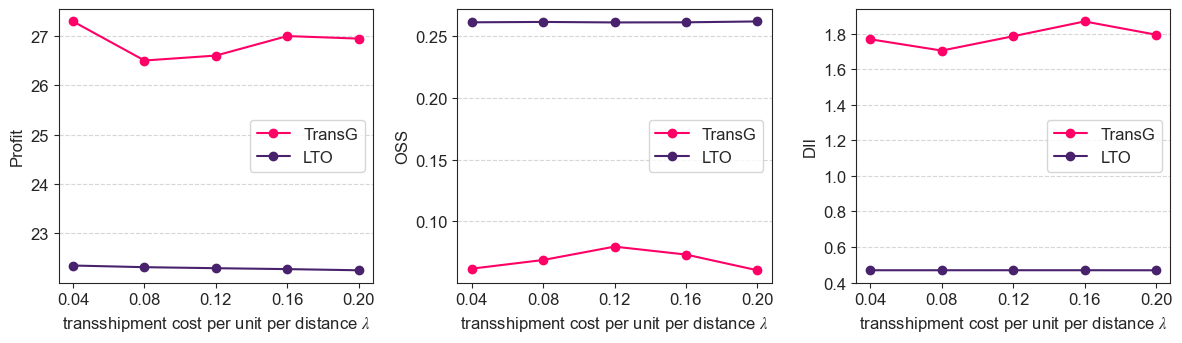 27
26
25
24
23
Profit
TransG
LTO
0.04 0.08 0.12 0.16 0.20
transshipment cost per unit per distance λ
0.25
0.20
0.15
0.10
OSS
TransG
LTO
0.04 0.08 0.12 0.16 0.20
transshipment cost per unit per distance λ
1.8
1.6
1.4
1.2
1.0
0.8
0.6
0.4
DII
TransG
LTO
0.04 0.08 0.12 0.16 0.20
transshipment cost per unit per distance λ